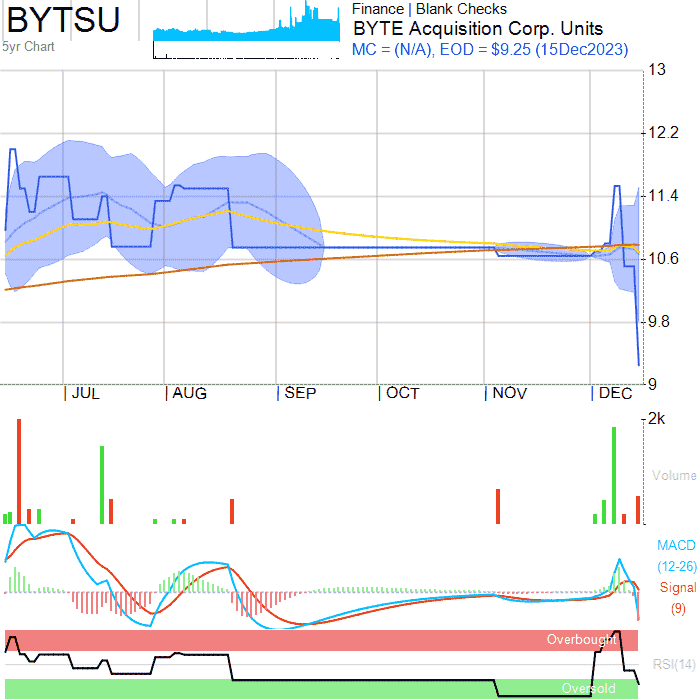 BYTSU
5yr Chart
Finance | Blank Checks
BYTE Acquisition Corp. Units
MC = (N/A), EOD = $9.25 (15Dec2023)
13
12.2
11.4
10.6
9.8
9
JUL
AUG
SEP
OCT
NOV
DEC
2k
Volume
MACD
(12-26)
Signal
(9)
Overbought
RSI(14)
Oversold